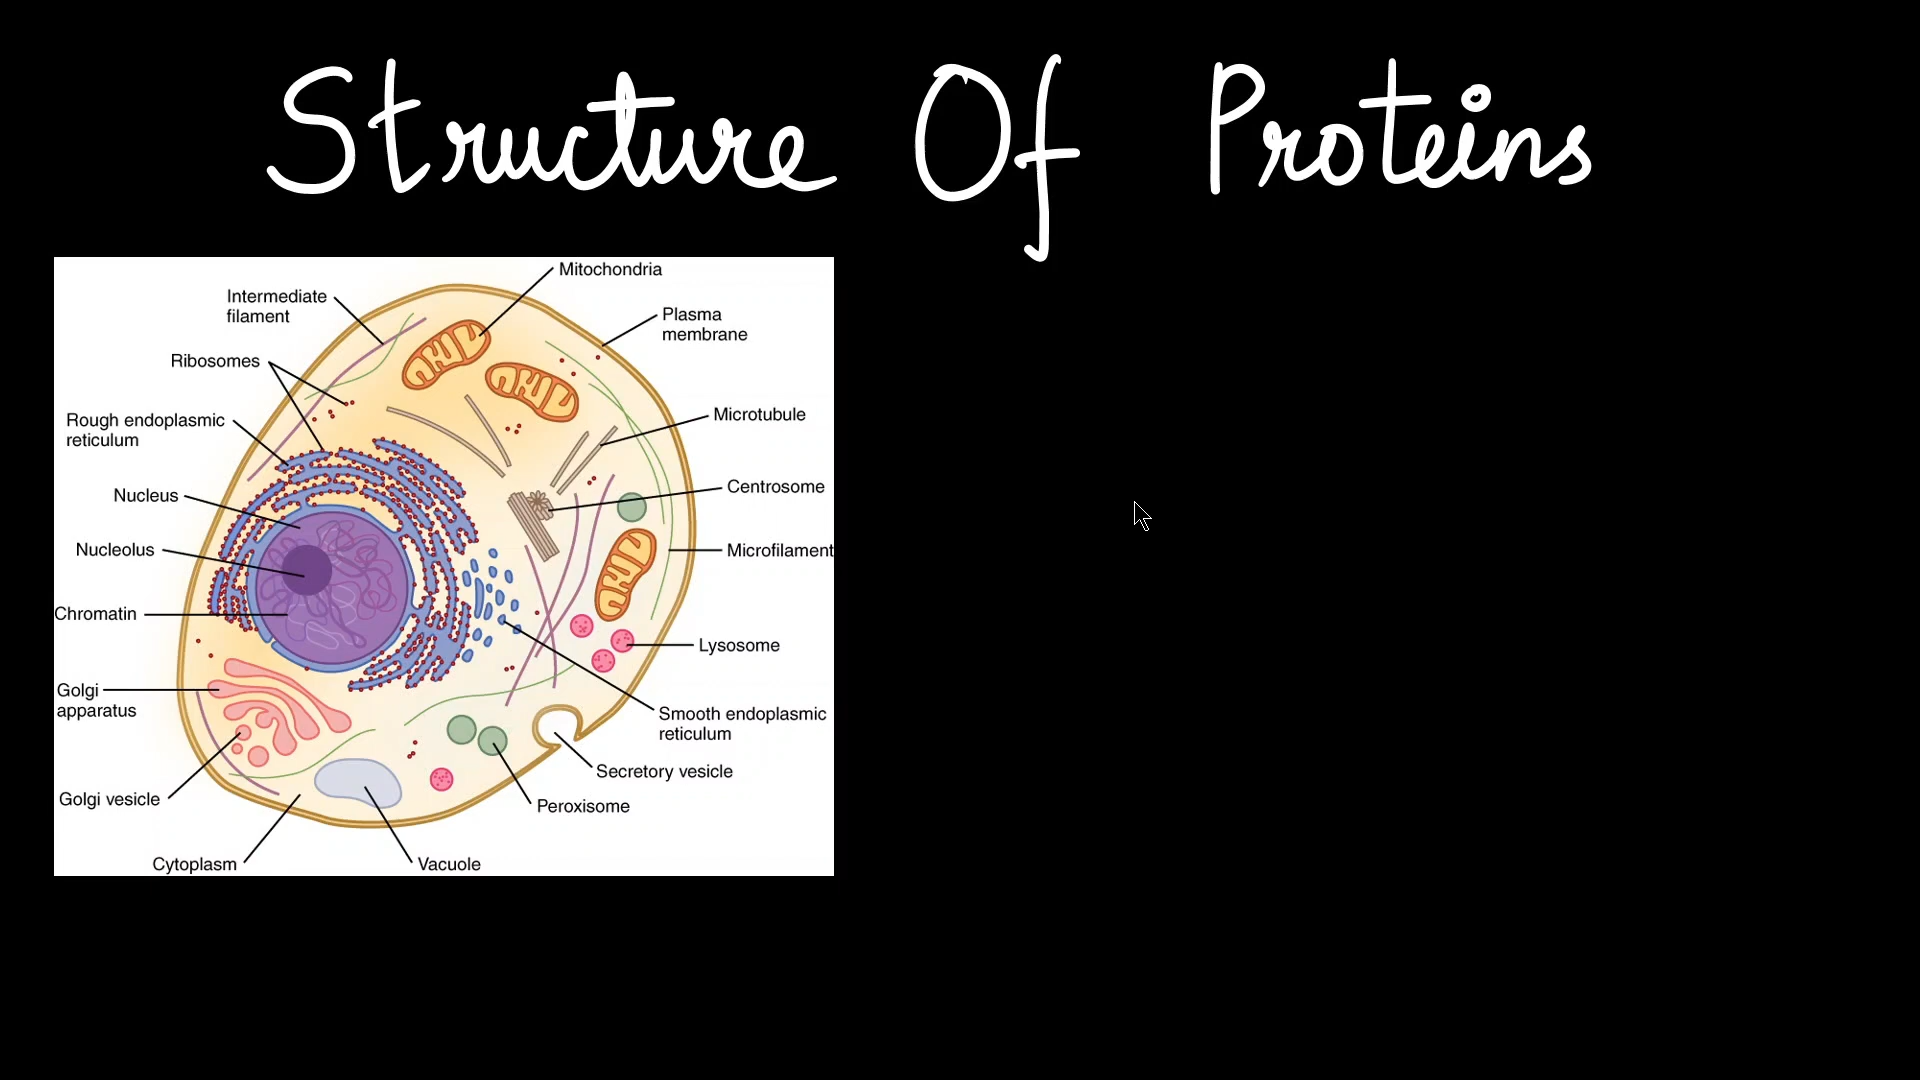 Structure Of Proteins
Mitochondria
Intermediate
filament
Plasma
membrane
Ribosomes
Rough endoplasmic
reticulum
Microtubule
Nucleus
Centrosome
Nucleolus
Microfilament
Chromatin
Lysosome
Golgi
apparatus
Smooth endoplasmic
reticulum
Secretory vesicle
Golgi vesicle
Peroxisome
Cytoplasm
Vacuole